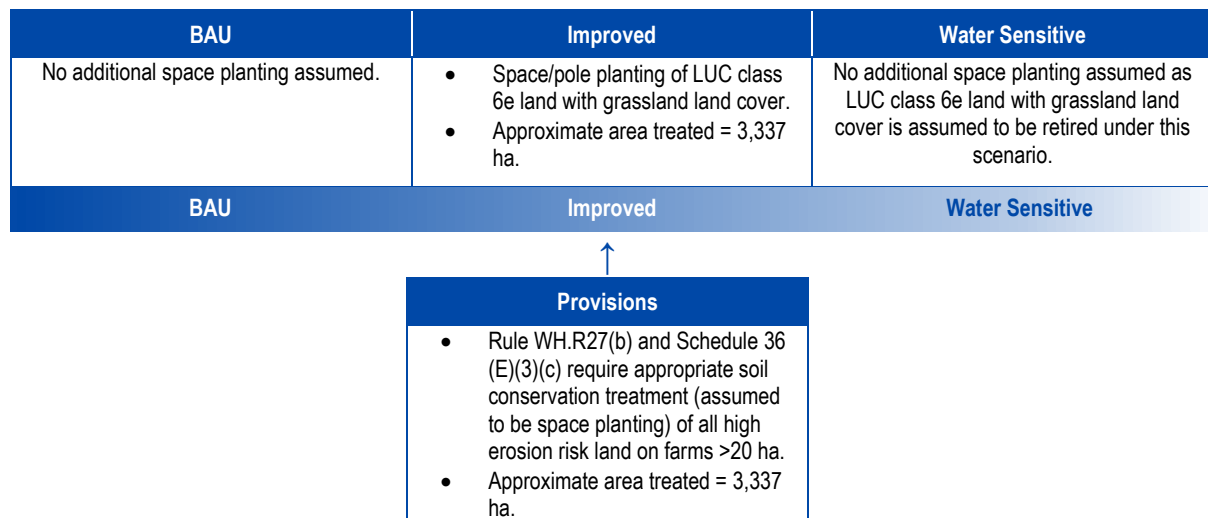 BAU
Improved
Water Sensitive
No additional space planting assumed.
• Space/pole planting of LUC class
6e land with grassland land cover.
• Approximate area treated = 3,337
ha.
No additional space planting assumed as
LUC class 6e land with grassland land
cover is assumed to be retired under this
scenario.
BAU
Improved
Water Sensitive
↑
Provisions
• Rule WH.R27(b) and Schedule 36
(E)(3)(c) require appropriate soil
conservation treatment (assumed
to be space planting) of all high
erosion risk land on farms >20 ha.
• Approximate area treated = 3,337
ha.